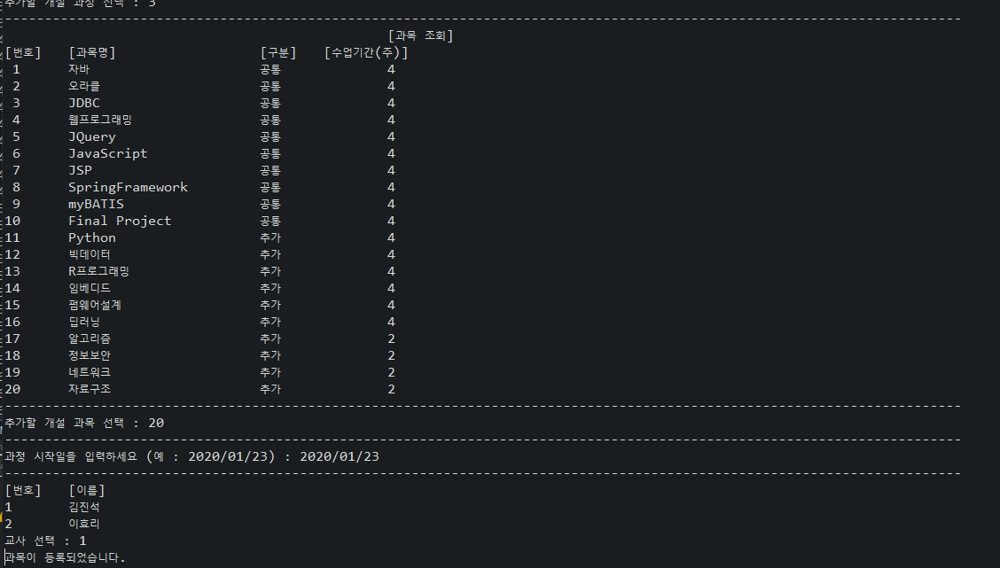 추가할 개설 과정 선택 : 3
------------------------------------------------------------------------------------------------------------------------
[과목 조회]
[번호] [과목명] [구분] [수업기간(주)]
1 자바 공통 4
2 오라클 공통 4
3 JDBC 공통 4
4 웹프로그래밍 공통 4
5 JQuery 공통 4
6 JavaScript 공통 4
7 JSP 공통 4
8 SpringFramework 공통 4
9 myBATIS 공통 4
10 Final Project 공통 4
11 Python 추가 4
12 빅데이터 추가 4
13 R프로그래밍 추가 4
14 임베디드 추가 4
15 펌웨어설계 추가 4
16 딥러닝 추가 4
17 알고리즘 추가 2
18 정보보안 추가 2
19 네트워크 추가 2
20 자료구조 추가 2
------------------------------------------------------------------------------------------------------------------------
추가할 개설 과목 선택 : 20
------------------------------------------------------------------------------------------------------------------------
과정 시작일을 입력하세요 (예 : 2020/01/23) : 2020/01/23
------------------------------------------------------------------------------------------------------------------------
[번호] [이름]
1 김진석
2 이효리
교사 선택 : 1
과목이 등록되었습니다.